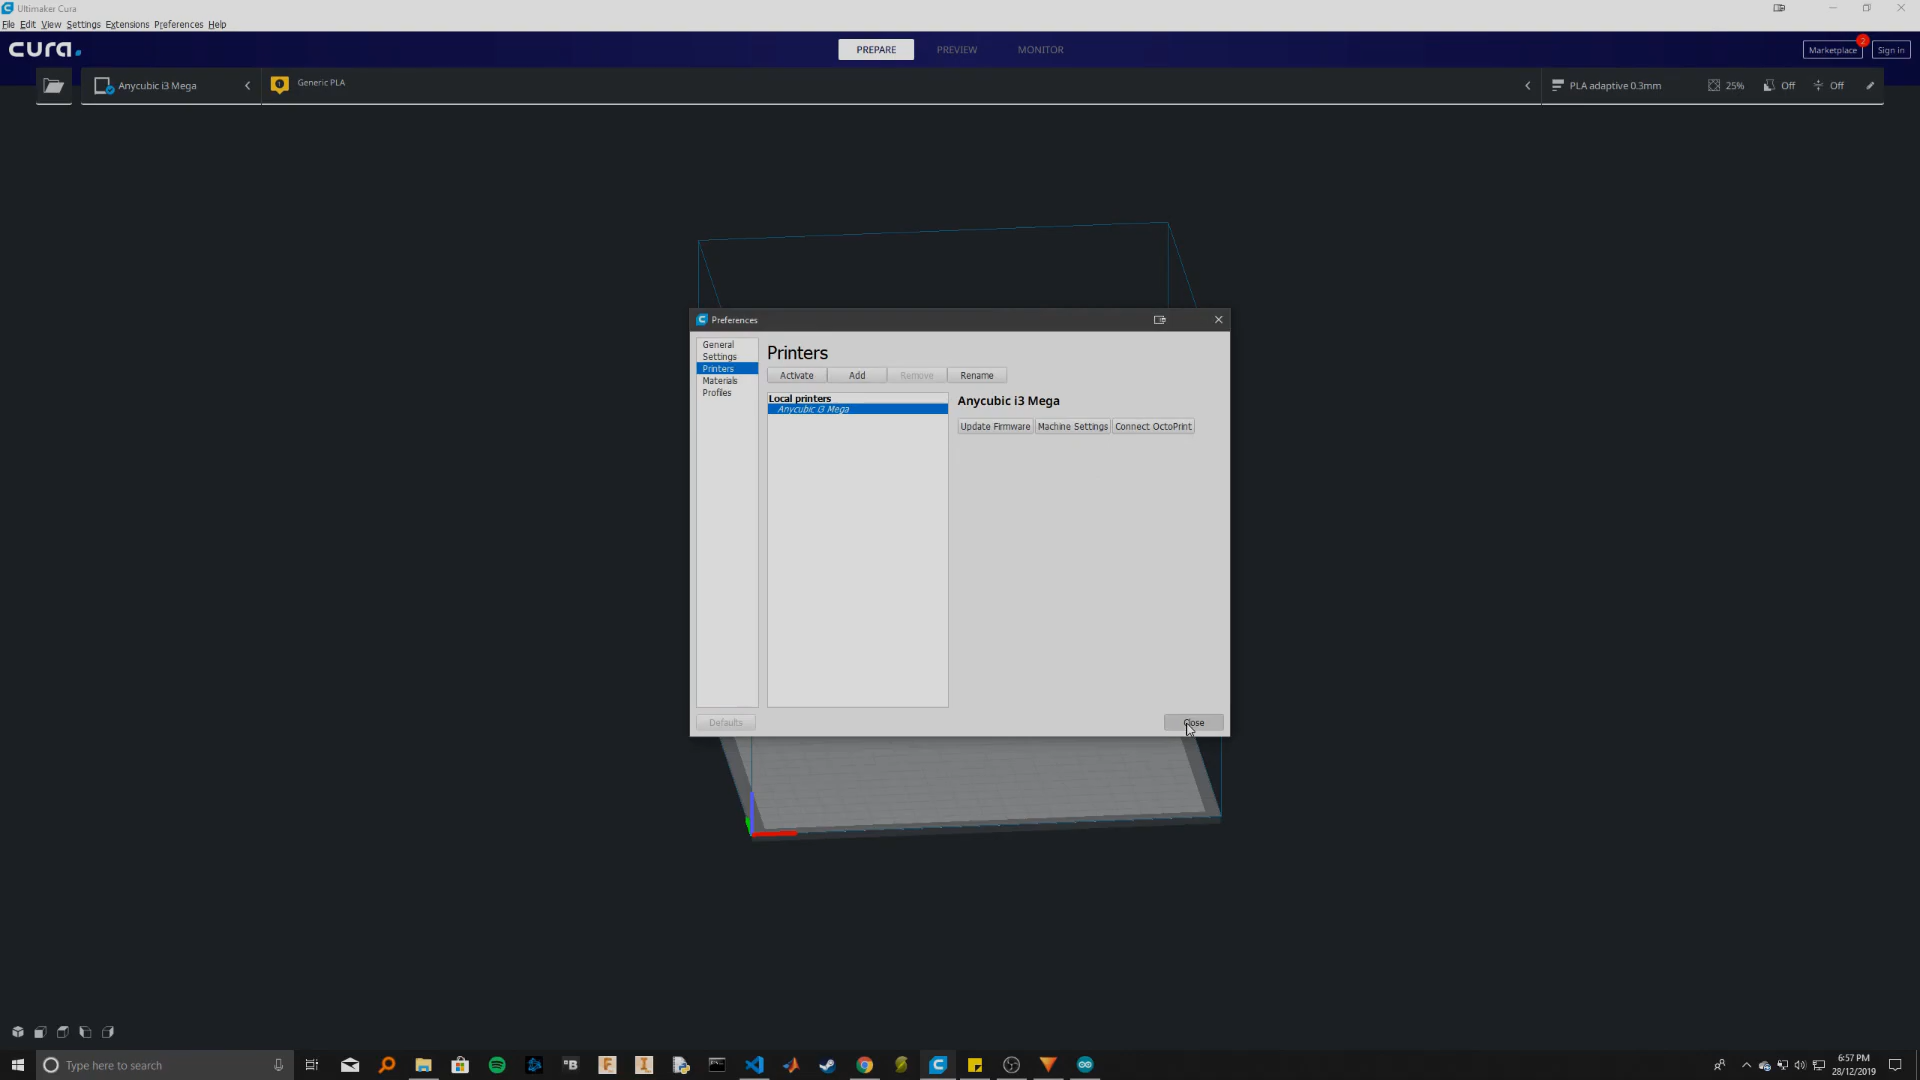 Ultimaker Cura
File Edit View Settings Extensions Preferences Help
cura.
PREPARE PREVIEW MONITOR
Marketplace 2 Sign in
Anycubic i3 Mega
1 Generic PLA
PLA adaptive 0.3mm 25% Off Off
Preferences
General
Settings
Printers
Materials
Profiles
Printers
Activate Add Remove Rename
Local printers
Anycubic i3 Mega
Anycubic i3 Mega
Update Firmware Machine Settings Connect OctoPrint
Defaults
Close
Type here to search
6:57 PM
28/12/2019